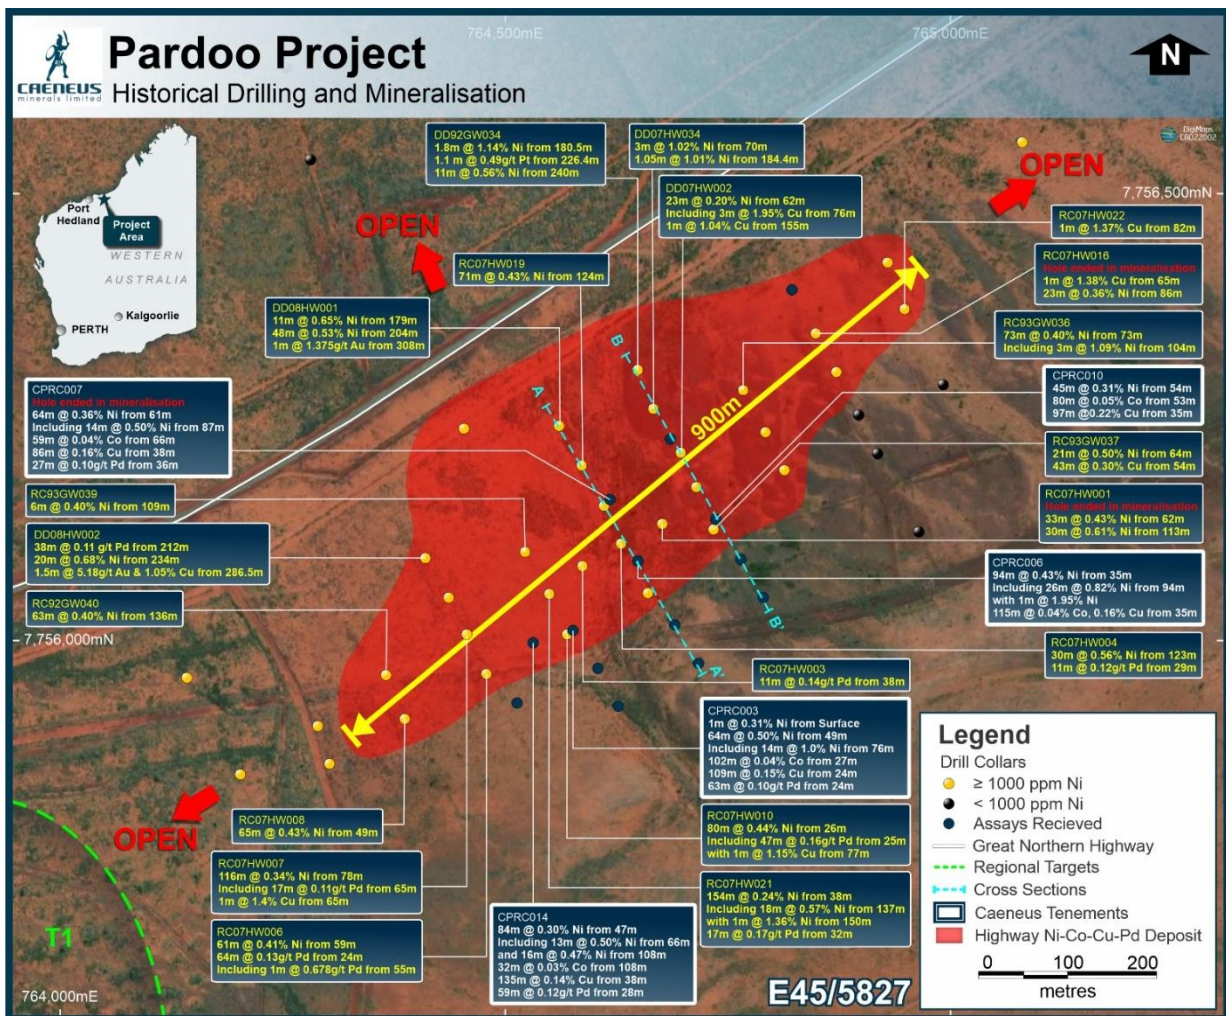 CAENEUS
minerals limited
Pardoo Project
Historical Drilling and Mineralisation
764,500mE
765,000mE
N
DigiMaps
CAD22002
Port
Hedland
Project
Area
WESTERN
AUSTRALIA
Kalgoorlie
PERTH
OPEN
OPEN
7,756,500mN
DD92GW034
1.8m @ 1.14% Ni from 180.5m
1.1 m @ 0.49g/t Pt from 226.4m
11m @ 0.56% Ni from 240m
DD07HW034
3m @ 1.02% Ni from 70m
1.05m @ 1.01% Ni from 184.4m
DD07HW002
23m @ 0.20% Ni from 62m
Including 3m @ 1.95% Cu from 76m
1m @ 1.04% Cu from 155m
RC07HW022
1m @ 1.37% Cu from 82m
RC07HW019
71m @ 0.43% Ni from 124m
RC07HW016
Hole ended in mineralisation
1m @ 1.38% Cu from 65m
23m @ 0.36% Ni from 86m
DD08HW001
11m @ 0.65% Ni from 179m
48m @ 0.53% Ni from 204m
1m @ 1.375g/t Au from 308m
RC93GW036
73m @ 0.40% Ni from 73m
Including 3m @ 1.09% Ni from 104m
B
A
900m
CPRC007
Hole ended in mineralisation
64m @ 0.36% Ni from 61m
Including 14m @ 0.50% Ni from 87m
59m @ 0.04% Co from 66m
86m @ 0.16% Cu from 38m
27m @ 0.10g/t Pd from 36m
CPRC010
45m @ 0.31% Ni from 54m
80m @ 0.05% Co from 53m
97m @0.22% Cu from 35m
RC93GW037
21m @ 0.50% Ni from 64m
43m @ 0.30% Cu from 54m
RC93GW039
6m @ 0.40% Ni from 109m
RC07HW001
Hole ended in mineralisation
33m @ 0.43% Ni from 62m
30m @ 0.61% Ni from 113m
DD08HW002
38m @ 0.11 g/t Pd from 212m
20m @ 0.68% Ni from 234m
1.5m @ 5.18g/t Au & 1.05% Cu from 286.5m
CPRC006
94m @ 0.43% Ni from 35m
Including 26m @ 0.82% Ni from 94m
with 1m @ 1.95% Ni
115m @ 0.04% Co, 0.16% Cu from 35m
RC92GW040
63m @ 0.40% Ni from 136m
7,756,000mN
B'
A'
RC07HW004
30m @ 0.56% Ni from 123m
11m @ 0.12g/t Pd from 29m
RC07HW003
11m @ 0.14g/t Pd from 38m
CPRC003
1m @ 0.31% Ni from Surface
64m @ 0.50% Ni from 49m
Including 14m @ 1.0% Ni from 76m
102m @ 0.04% Co from 27m
109m @ 0.15% Cu from 24m
63m @ 0.10g/t Pd from 24m
OPEN
RC07HW008
65m @ 0.43% Ni from 49m
RC07HW010
80m @ 0.44% Ni from 26m
Including 47m @ 0.16g/t Pd from 25m
with 1m @ 1.15% Cu from 77m
RC07HW007
116m @ 0.34% Ni from 78m
Including 17m @ 0.11g/t Pd from 65m
1m @ 1.4% Cu from 65m
RC07HW021
154m @ 0.24% Ni from 38m
Including 18m @ 0.57% Ni from 137m
with 1m @ 1.36% Ni from 150m
17m @ 0.17g/t Pd from 32m
CPRC014
84m @ 0.30% Ni from 47m
Including 13m @ 0.50% Ni from 66m
and 16m @ 0.47% Ni from 108m
32m @ 0.03% Co from 108m
135m @ 0.14% Cu from 38m
59m @ 0.12g/t Pd from 28m
RC07HW006
61m @ 0.41% Ni from 59m
64m @ 0.13g/t Pd from 24m
Including 1m @ 0.678g/t Pd from 55m
T1
764,000mE
E45/5827
Legend
Drill Collars
≥ 1000 ppm Ni
< 1000 ppm Ni
Assays Recieved
Great Northern Highway
Regional Targets
Cross Sections
Caeneus Tenements
Highway Ni-Co-Cu-Pd Deposit
0 100 200
metres